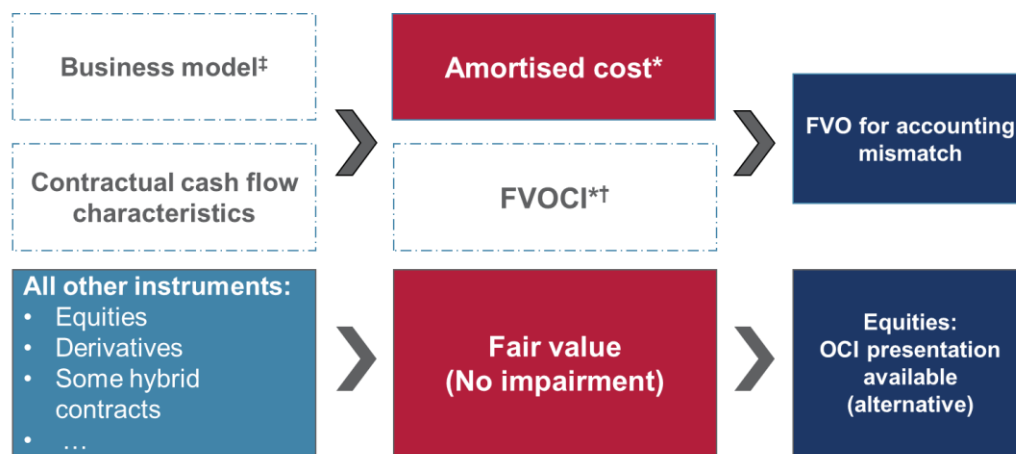 Business model‡
Contractual cash flow
characteristics
Amortised cost*
FVOCI*†
FVO for accounting
mismatch
All other instruments:
• Equities
• Derivatives
• Some hybrid
contracts
• ...
Fair value
(No impairment)
Equities:
OCI presentation
available
(alternative)